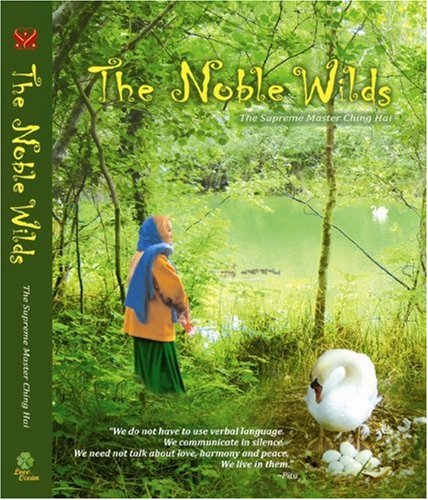 The Noble Wilds
The Supreme Master Ching Hai
Love
Ocean
The Noble Wilds
The Supreme Master Ching Hai
"We do not have to use verbal language.
We communicate in silence.
We need not talk about love, harmony and peace,
We live in them."
~Pitu